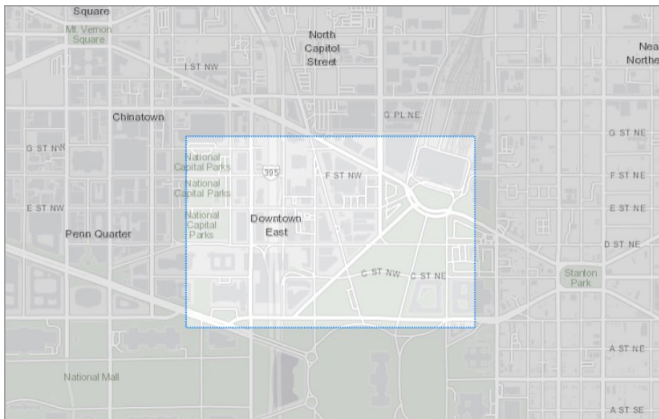 Square
Mt. Vernon
Square
North
Capitol
Street
Nea
Northe
I ST NW
Chinatown
G PL NE
G ST NW
G ST NE
National
Capital Parks
395
F ST NW
F ST NE
National
Capital Parks
E ST NW
E ST NE
National
Capital
Parks
Downtown
East
Penn Quarter
D ST NE
C ST NW
C ST NE
Stanton
Park
A ST NE
National Mall
A ST SE